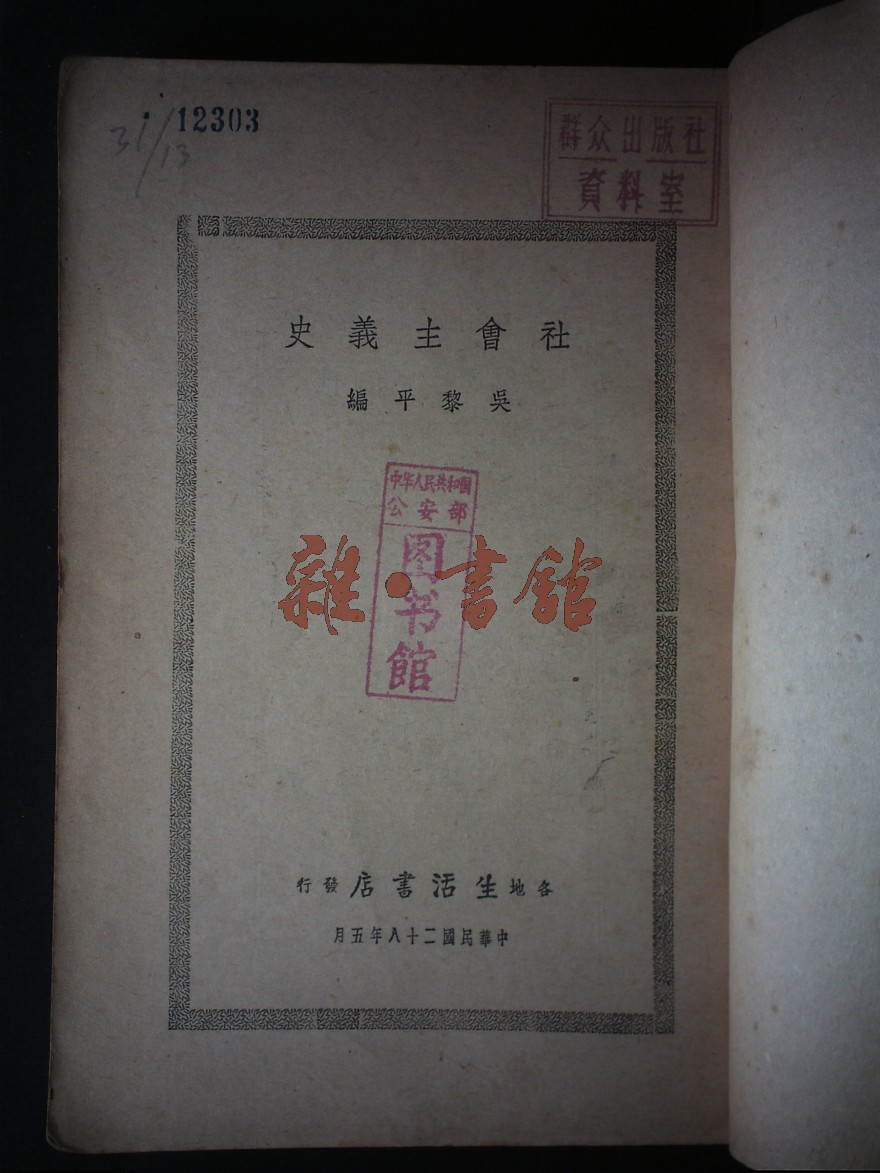 12303
31/13
群众出版社
資料室
社會主義史
吳黎平編
中华人民共和國
公安部
图书馆
雜·書館
各地生活書店發行
中華民國二十八年五月